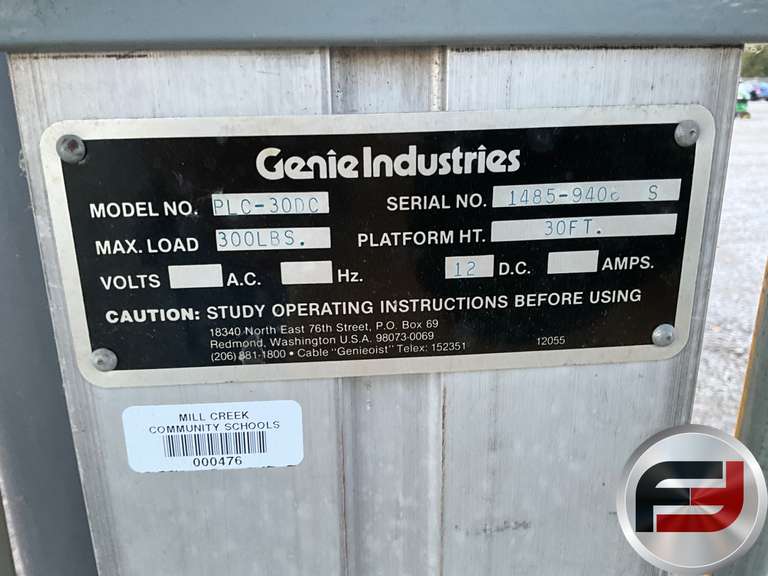 Genie Industries
MODEL NO. PLC-30DC SERIAL NO. 1485-940 S
MAX. LOAD 300LBS. PLATFORM HT. 30FT.
VOLTS A.C. Hz. 12 D.C. AMPS.
CAUTION: STUDY OPERATING INSTRUCTIONS BEFORE USING
18340 North East 76th Street, P.O. Box 69
Redmond, Washington U.S.A. 98073-0069
(206) 881-1800 • Cable "Genieoist" Telex: 152351 12055
MILL CREEK
COMMUNITY SCHOOLS
000476